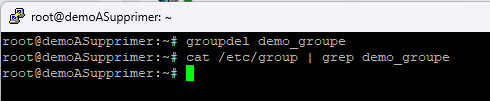 root@demoASupprimer: ~
root@demoASupprimer:~# groupdel demo_groupe
root@demoASupprimer:~# cat /etc/group | grep demo_groupe
root@demoASupprimer:~#